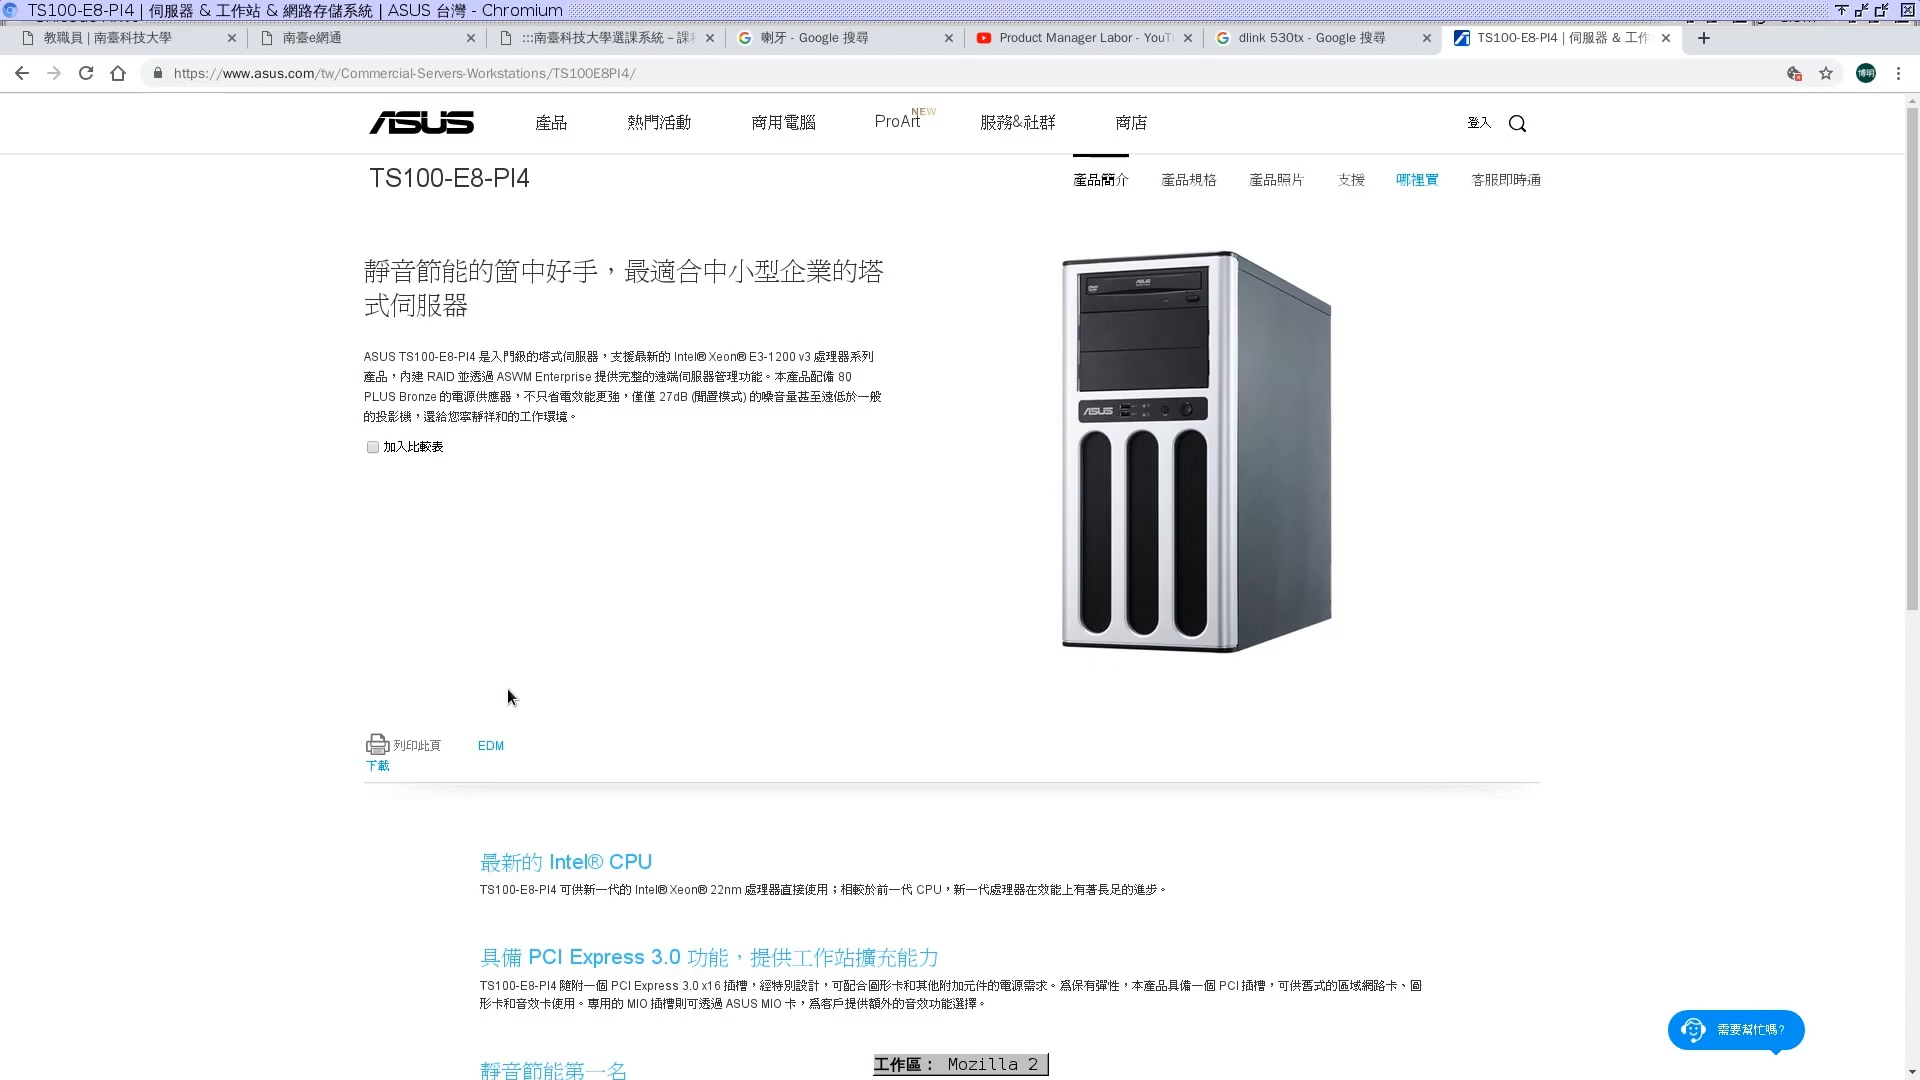 TS100-E8-PI4 | 伺服器 & 工作站 & 網路存儲系統 | ASUS 台灣 - Chromium
教職員 | 南臺科技大學
南臺e網通
:::南臺科技大學選課系統 – 課
喇牙 - Google 搜尋
Product Manager Labor - YouT
dlink 530tx - Google 搜尋
TS100-E8-PI4 | 伺服器 & 工作
https://www.asus.com/tw/Commercial-Servers-Workstations/TS100E8PI4/
博明
ASUS
產品
熱門活動
商用電腦
ProArt NEW
服務&社群
商店
登入
TS100-E8-PI4
產品簡介
產品規格
產品照片
支援
哪裡買
客服即時通
靜音節能的箇中好手，最適合中小型企業的塔
式伺服器
ASUS TS100-E8-PI4 是入門級的塔式伺服器，支援最新的 Intel® Xeon® E3-1200 v3 處理器系列
產品，內建 RAID 並透過 ASWM Enterprise 提供完整的遠端伺服器管理功能。本產品配備 80
PLUS Bronze 的電源供應器，不只省電效能更強，僅僅 27dB (閒置模式) 的噪音量甚至遠低於一般
的投影機，還給您寧靜祥和的工作環境。
加入比較表
ASUS
ASUS
列印此頁
EDM
下載
最新的 Intel® CPU
TS100-E8-PI4 可供新一代的 Intel® Xeon® 22nm 處理器直接使用；相較於前一代 CPU，新一代處理器在效能上有著長足的進步。
具備 PCI Express 3.0 功能，提供工作站擴充能力
TS100-E8-PI4 隨附一個 PCI Express 3.0 x16 插槽，經特別設計，可配合圖形卡和其他附加元件的電源需求。為保有彈性，本產品具備一個 PCI 插槽，可供舊式的區域網路卡、圖
形卡和音效卡使用。專用的 MIO 插槽則可透過 ASUS MIO 卡，為客戶提供額外的音效功能選擇。
需要幫忙嗎?
工作區： Mozilla 2
靜音節能第一名